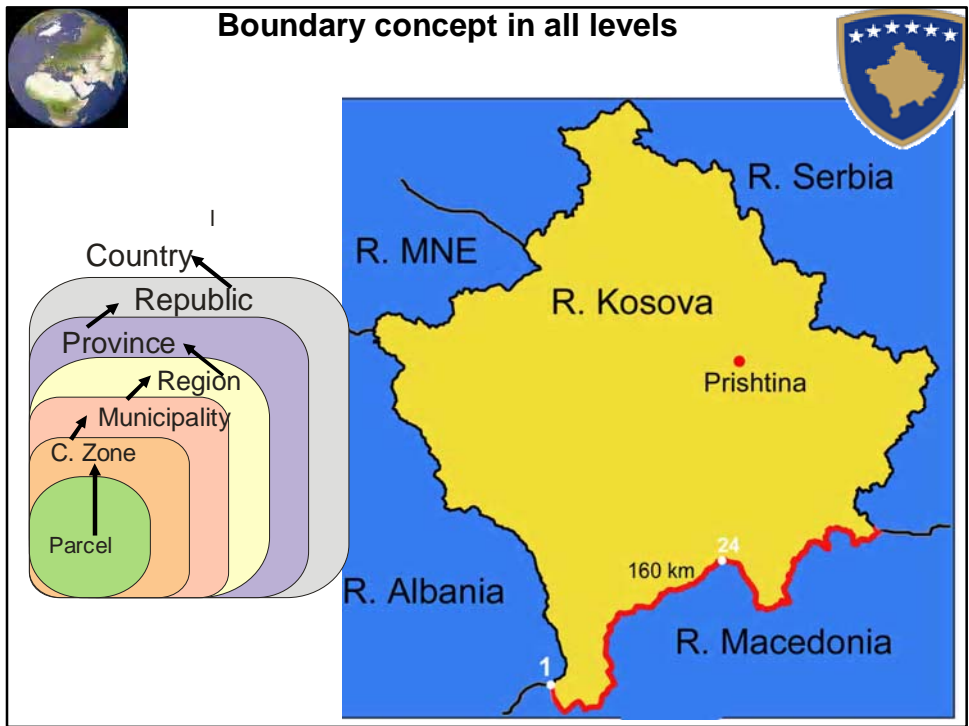 Boundary concept in all levels
I
Country
Republic
Province
Region
Municipality
C. Zone
Parcel
R. Serbia
R. MNE
R. Kosova
Prishtina
24
160 km
R. Albania
R. Macedonia
1